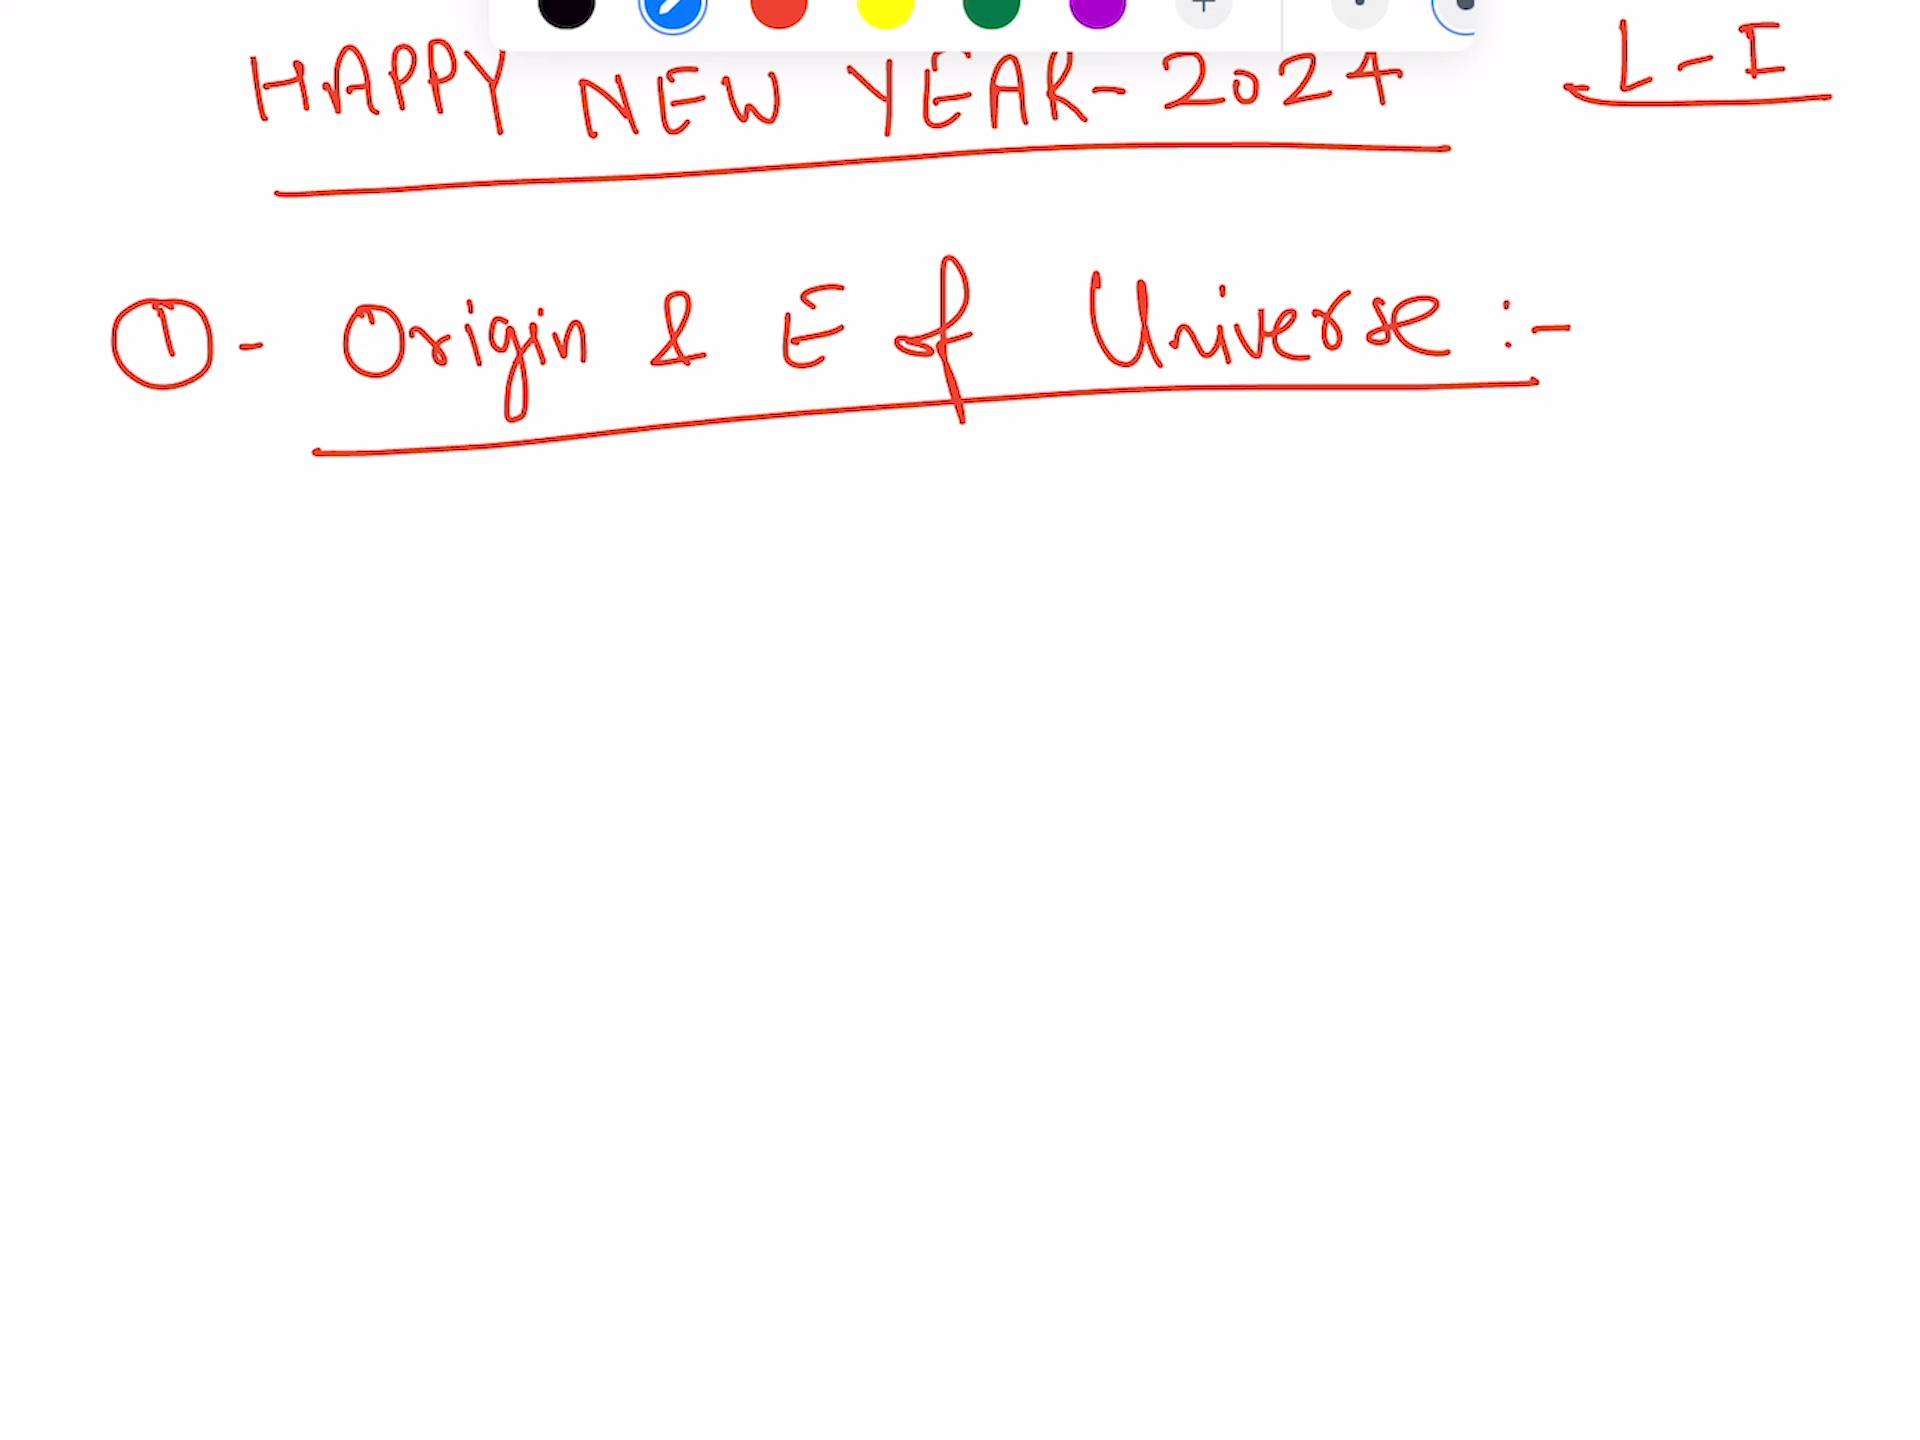 HAPPY NEW YEAR-2024 L-I
①- Origin & E of Universe :-